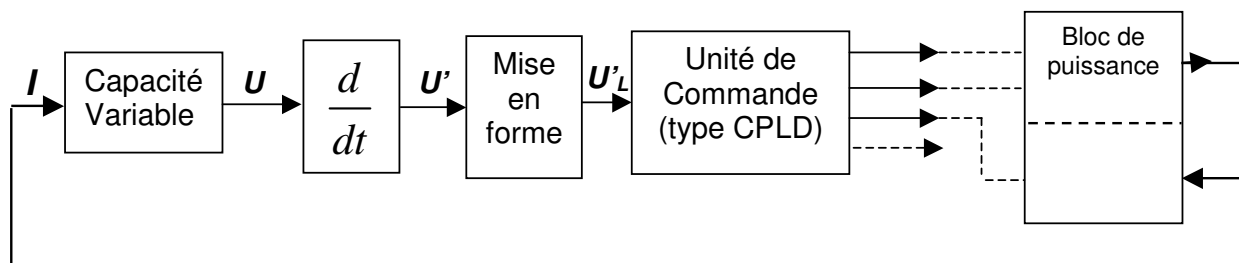 I
Capacité
Variable
U
d
dt
U'
Mise
en
forme
U'L
Unité de
Commande
(type CPLD)
Bloc de
puissance